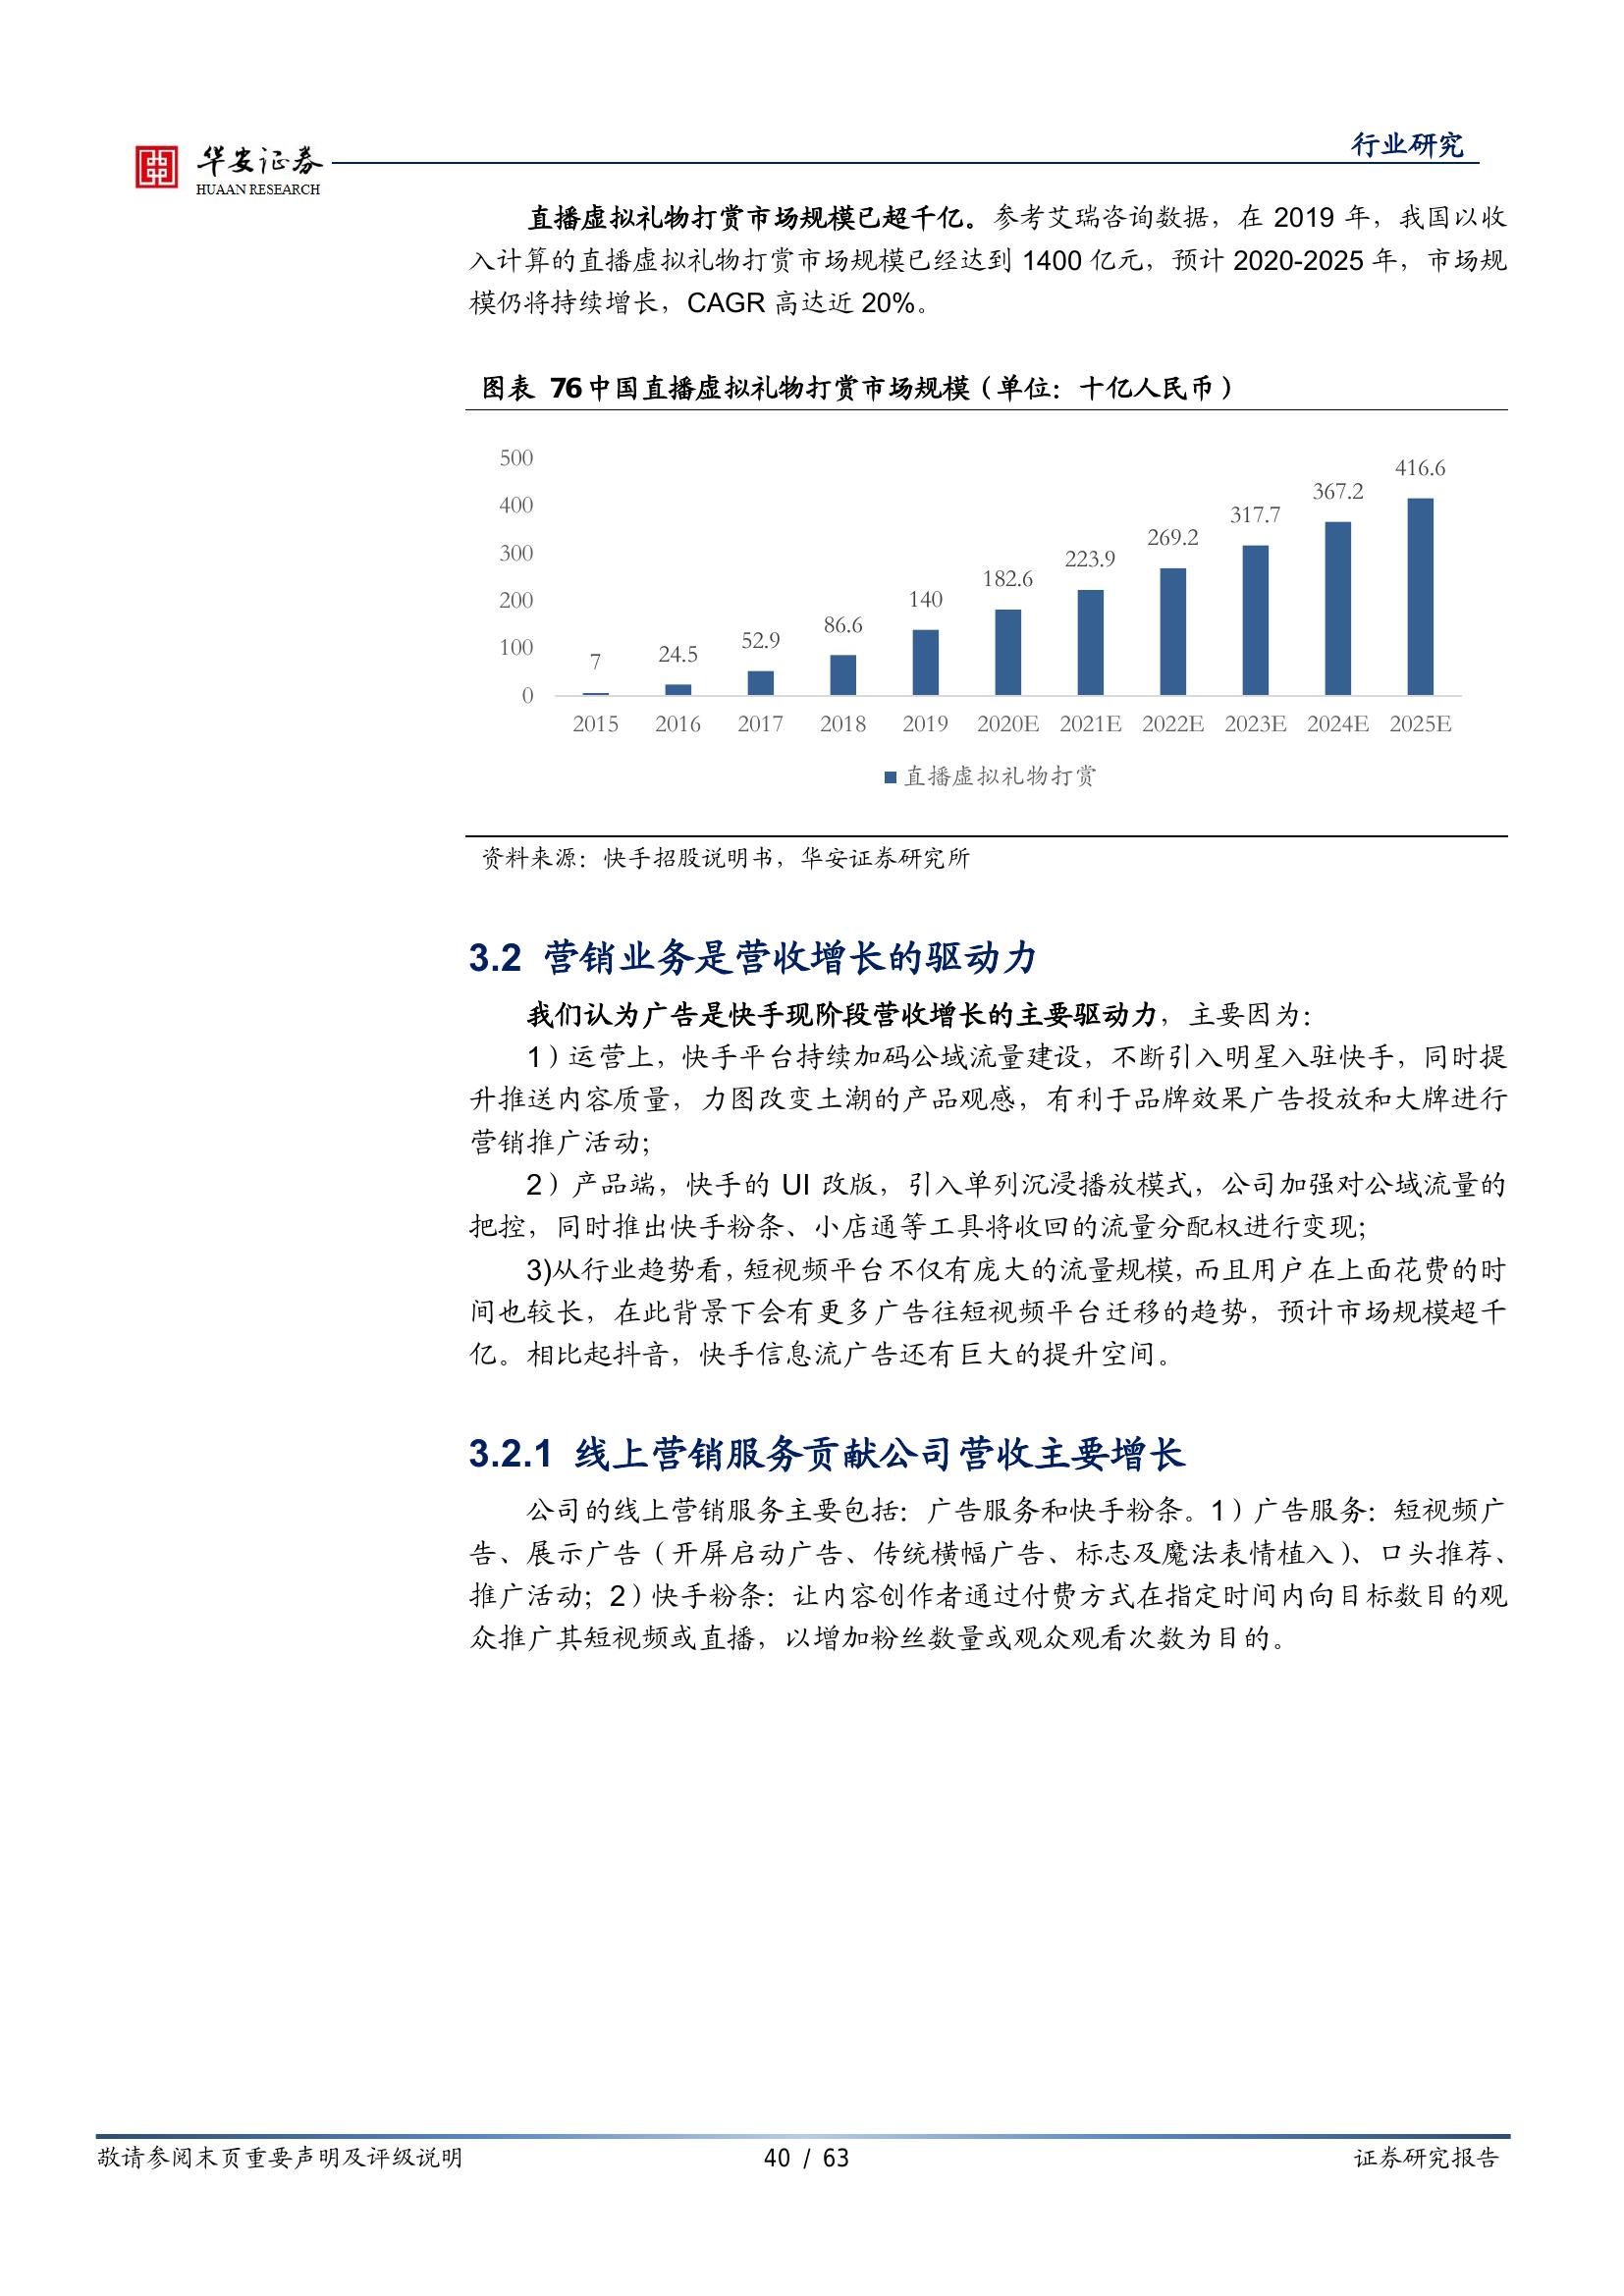 华安证券
HUAAN RESEARCH
行业研究
直播虚拟礼物打赏市场规模已超千亿。参考艾瑞咨询数据，在 2019 年，我国以收
入计算的直播虚拟礼物打赏市场规模已经达到 1400 亿元，预计 2020-2025 年，市场规
模仍将持续增长，CAGR 高达近 20%。
图表 76 中国直播虚拟礼物打赏市场规模（单位：十亿人民币）
500
400
300
200
100
0
7
24.5
52.9
86.6
140
182.6
223.9
269.2
317.7
367.2
416.6
2015 2016 2017 2018 2019 2020E 2021E 2022E 2023E 2024E 2025E
直播虚拟礼物打赏
资料来源：快手招股说明书，华安证券研究所
3.2 营销业务是营收增长的驱动力
我们认为广告是快手现阶段营收增长的主要驱动力，主要因为：
1）运营上，快手平台持续加码公域流量建设，不断引入明星入驻快手，同时提
升推送内容质量，力图改变土潮的产品观感，有利于品牌效果广告投放和大牌进行
营销推广活动；
2）产品端，快手的 UI 改版，引入单列沉浸播放模式，公司加强对公域流量的
把控，同时推出快手粉条、小店通等工具将收回的流量分配权进行变现；
3)从行业趋势看，短视频平台不仅有庞大的流量规模，而且用户在上面花费的时
间也较长，在此背景下会有更多广告往短视频平台迁移的趋势，预计市场规模超千
亿。相比起抖音，快手信息流广告还有巨大的提升空间。
3.2.1 线上营销服务贡献公司营收主要增长
公司的线上营销服务主要包括：广告服务和快手粉条。1）广告服务：短视频广
告、展示广告（开屏启动广告、传统横幅广告、标志及魔法表情植入）、口头推荐、
推广活动；2）快手粉条：让内容创作者通过付费方式在指定时间内向目标数目的观
众推广其短视频或直播，以增加粉丝数量或观众观看次数为目的。
敬请参阅末页重要声明及评级说明
40 / 63
证券研究报告